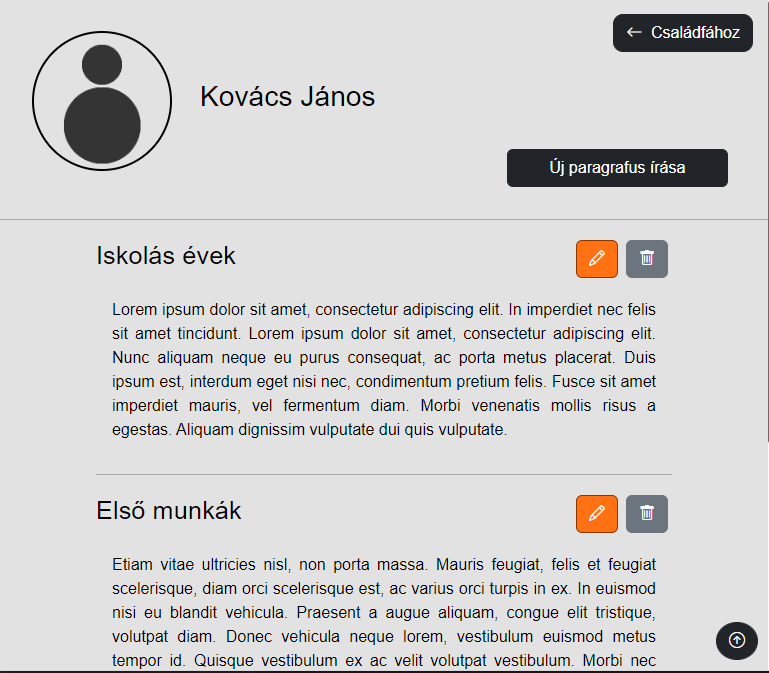 Családfához
Kovács János
Új paragrafus írása
Iskolás évek
Lorem ipsum dolor sit amet, consectetur adipiscing elit. In imperdiet nec felis
sit amet tincidunt. Lorem ipsum dolor sit amet, consectetur adipiscing elit.
Nunc aliquam neque eu purus consequat, ac porta metus placerat. Duis
ipsum est, interdum eget nisi nec, condimentum pretium felis. Fusce sit amet
imperdiet mauris, vel fermentum diam. Morbi venenatis mollis risus a
egestas. Aliquam dignissim vulputate dui quis vulputate.
Első munkák
Etiam vitae ultricies nisl, non porta massa. Mauris feugiat, felis et feugiat
scelerisque, diam orci scelerisque est, ac varius orci turpis in ex. In euismod
nisi eu blandit vehicula. Praesent a augue aliquam, congue elit tristique,
volutpat diam. Donec vehicula neque lorem, vestibulum euismod metus
tempor id. Quisque vestibulum ex ac velit volutpat vestibulum. Morbi nec